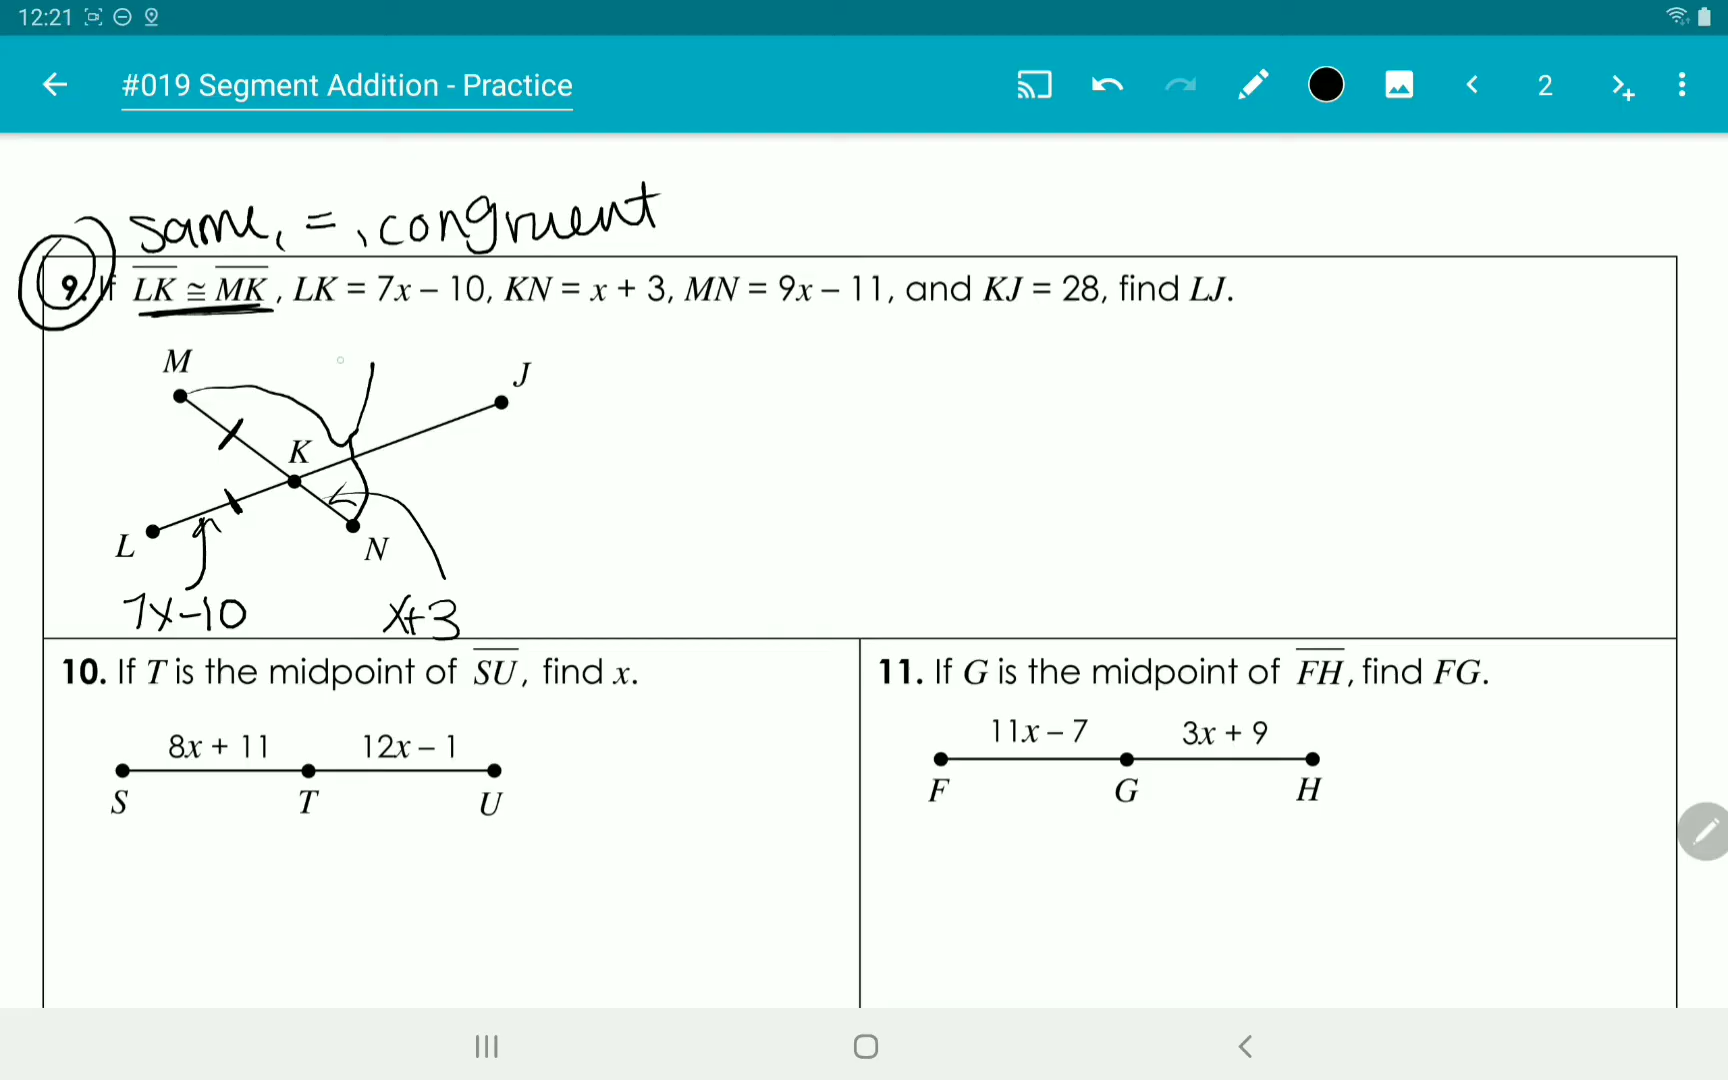 12:21
#019 Segment Addition - Practice
2
same, = , congruent
9. If LK ≅ MK, LK = 7x – 10, KN = x + 3, MN = 9x – 11, and KJ = 28, find LJ.
M
J
K
L
N
7x-10
x+3
10. If T is the midpoint of SU, find x.
8x + 11 12x – 1
S T U
11. If G is the midpoint of FH, find FG.
11x – 7 3x + 9
F G H